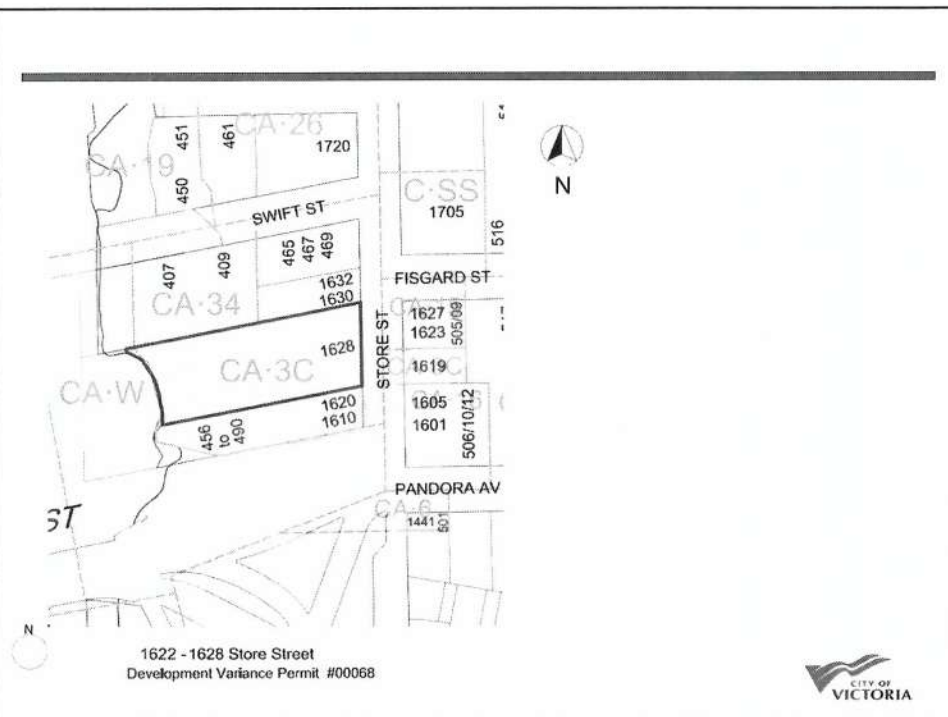 CA-26
451
461
1720
CA-19
450
C-SS
1705
516
N
SWIFT ST
465
467
469
407
409
1632
1630
FISGARD ST
CA-34
1627
1623
505/09
STORE ST
1628
CA-3C
1619
CA-W
1620
1610
1605
1601
506/10/12
456
to
490
PANDORA AV
ST
CA-6
1441
501
N
1622 - 1628 Store Street
Development Variance Permit #00068
CITY OF
VICTORIA